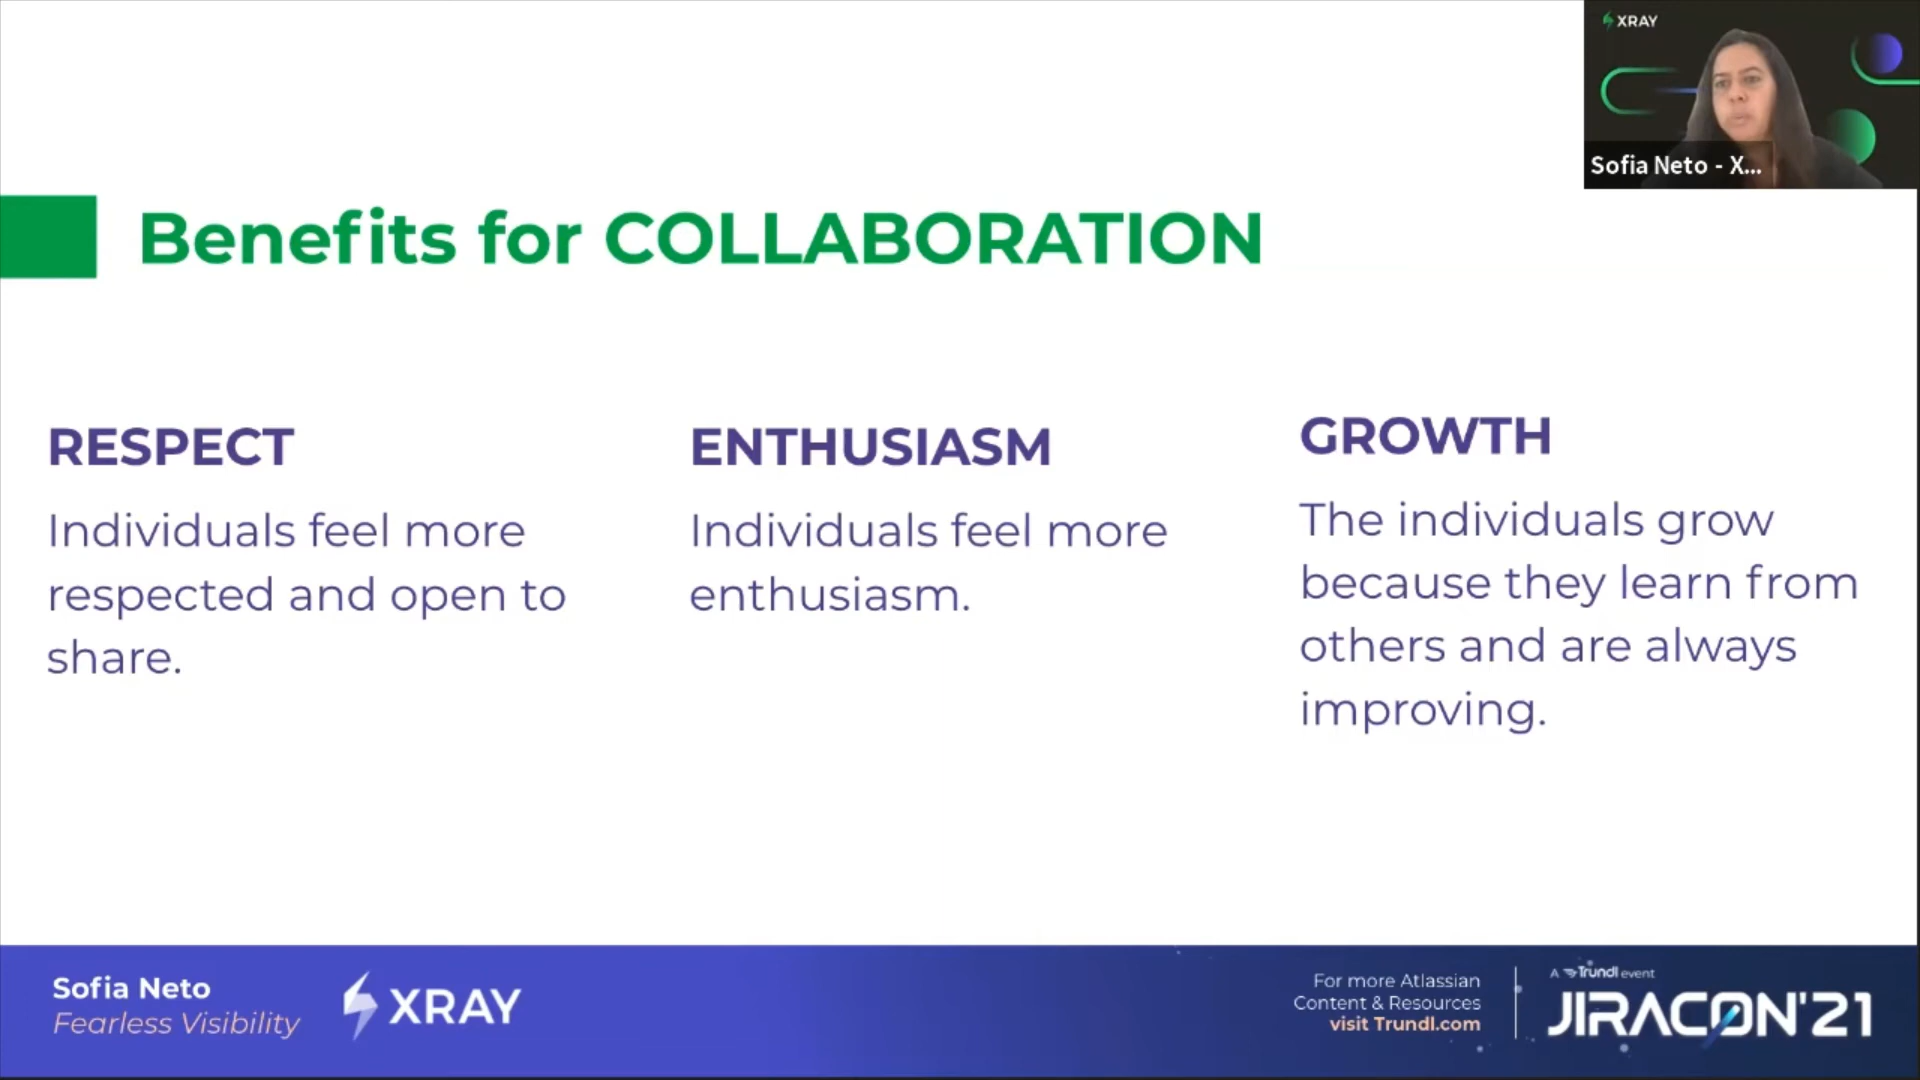 XRAY
Sofia Neto - X...
Benefits for COLLABORATION
RESPECT
Individuals feel more
respected and open to
share.
ENTHUSIASM
Individuals feel more
enthusiasm.
GROWTH
The individuals grow
because they learn from
others and are always
improving.
Sofia Neto
Fearless Visibility
XRAY
For more Atlassian
Content & Resources
visit Trundl.com
A Trundl event
JIRACON'21